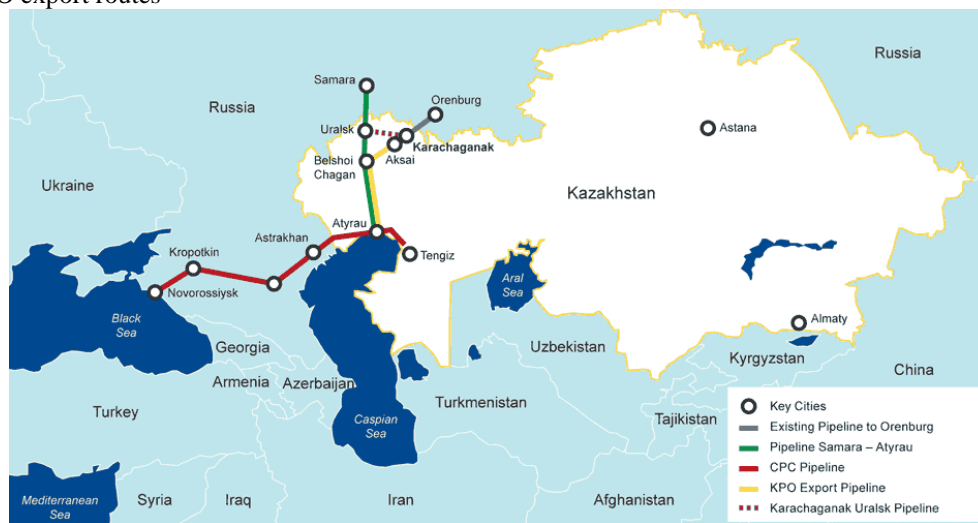 O export routes
Russia
Samara
Russia
Orenburg
Uralsk
Astana
Karachaganak
Aksai
Belshoi
Chagan
Ukraine
Kazakhstan
Atyrau
Astrakhan
Kropotkin
Tengiz
Aral
Sea
Novorossiysk
Black
Sea
Almaty
Georgia
Uzbekistan
Kyrgyzstan
China
Armenia
Azerbaijan
Turkmenistan
Turkey
Caspian
Sea
Tajikistan
Mediterranean
Sea
Syria
Iraq
Iran
Afghanistan
Key Cities
Existing Pipeline to Orenburg
Pipeline Samara – Atyrau
CPC Pipeline
KPO Export Pipeline
Karachaganak Uralsk Pipeline